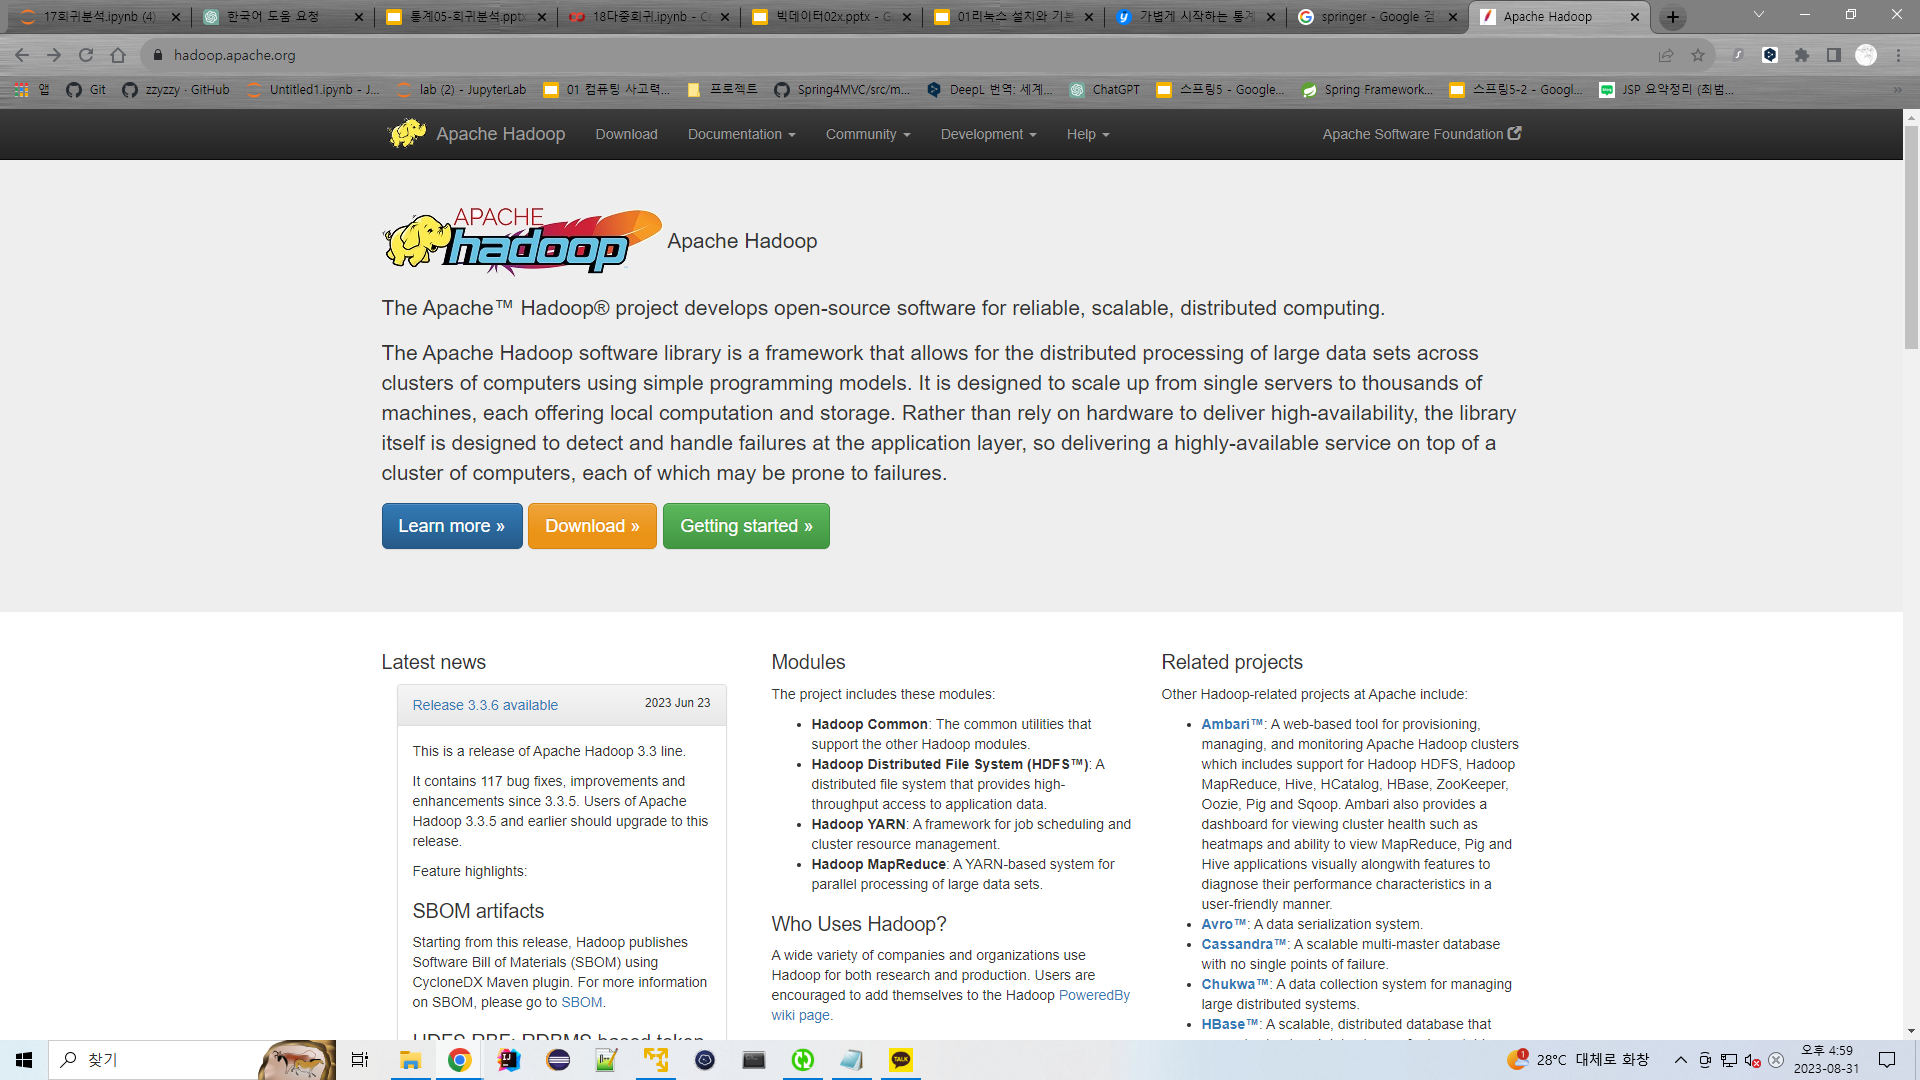 17회귀분석.ipynb (4)
한국어 도움 요청
통계05-회귀분석.pptx
18다중회귀.ipynb - C
빅데이터02x.pptx - G
01리눅스 설치와 기본
가볍게 시작하는 통계
springer - Google 검
Apache Hadoop
hadoop.apache.org
앱
Git
zzyzzy · GitHub
Untitled1.ipynb - J...
lab (2) - JupyterLab
01 컴퓨팅 사고력...
프로젝트
Spring4MVC/src/m...
DeepL 번역: 세계...
ChatGPT
스프링5 - Google...
Spring Framework...
스프링5-2 - Googl...
JSP 요약정리 (최범...
Apache Hadoop
Download
Documentation
Community
Development
Help
Apache Software Foundation
APACHE
hadoop
Apache Hadoop
The Apache™ Hadoop® project develops open-source software for reliable, scalable, distributed computing.
The Apache Hadoop software library is a framework that allows for the distributed processing of large data sets across
clusters of computers using simple programming models. It is designed to scale up from single servers to thousands of
machines, each offering local computation and storage. Rather than rely on hardware to deliver high-availability, the library
itself is designed to detect and handle failures at the application layer, so delivering a highly-available service on top of a
cluster of computers, each of which may be prone to failures.
Learn more »
Download »
Getting started »
Latest news
Release 3.3.6 available
2023 Jun 23
This is a release of Apache Hadoop 3.3 line.
It contains 117 bug fixes, improvements and
enhancements since 3.3.5. Users of Apache
Hadoop 3.3.5 and earlier should upgrade to this
release.
Feature highlights:
SBOM artifacts
Starting from this release, Hadoop publishes
Software Bill of Materials (SBOM) using
CycloneDX Maven plugin. For more information
on SBOM, please go to SBOM.
HDFS RBF: RDBMS based token
Modules
The project includes these modules:
• Hadoop Common: The common utilities that
support the other Hadoop modules.
• Hadoop Distributed File System (HDFS™): A
distributed file system that provides high-
throughput access to application data.
• Hadoop YARN: A framework for job scheduling and
cluster resource management.
• Hadoop MapReduce: A YARN-based system for
parallel processing of large data sets.
Who Uses Hadoop?
A wide variety of companies and organizations use
Hadoop for both research and production. Users are
encouraged to add themselves to the Hadoop PoweredBy
wiki page.
Related projects
Other Hadoop-related projects at Apache include:
• Ambari™: A web-based tool for provisioning,
managing, and monitoring Apache Hadoop clusters
which includes support for Hadoop HDFS, Hadoop
MapReduce, Hive, HCatalog, HBase, ZooKeeper,
Oozie, Pig and Sqoop. Ambari also provides a
dashboard for viewing cluster health such as
heatmaps and ability to view MapReduce, Pig and
Hive applications visually alongwith features to
diagnose their performance characteristics in a
user-friendly manner.
• Avro™: A data serialization system.
• Cassandra™: A scalable multi-master database
with no single points of failure.
• Chukwa™: A data collection system for managing
large distributed systems.
• HBase™: A scalable, distributed database that
찾기
TALK
1
28°C 대체로 화창
오후 4:59
2023-08-31